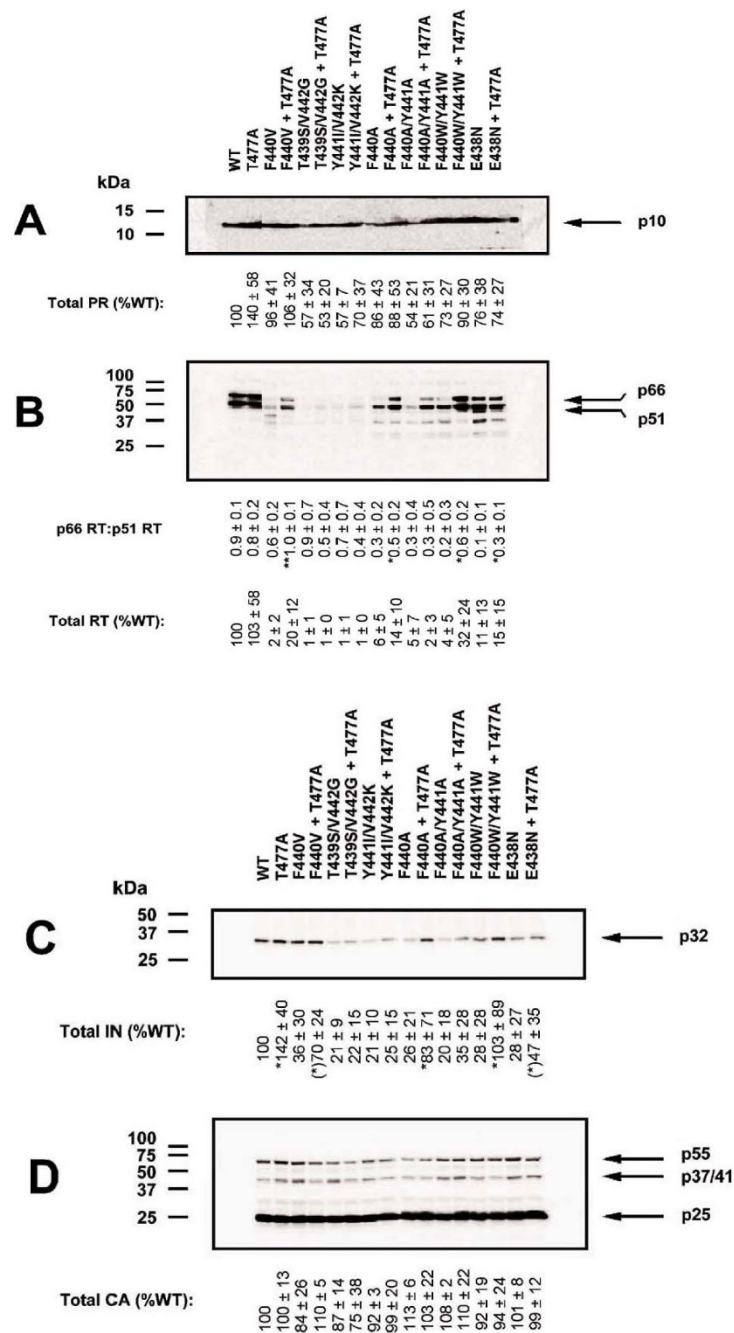 WT
T477A
F440V
F440V + T477A
T439S/V442G
T439S/V442G + T477A
Y441I/V442K
Y441I/V442K + T477A
F440A
F440A + T477A
F440A/Y441A
F440A/Y441A + T477A
F440W/Y441W
F440W/Y441W + T477A
E438N
E438N + T477A
kDa
A
15
10
p10
Total PR (%WT):
100
140 ± 58
96 ± 41
106 ± 32
57 ± 34
53 ± 20
57 ± 7
70 ± 37
86 ± 43
88 ± 53
54 ± 21
61 ± 31
73 ± 27
90 ± 30
76 ± 38
74 ± 27
B
100
75
50
37
25
p66
p51
p66 RT:p51 RT
0.9 ± 0.1
0.8 ± 0.2
0.6 ± 0.2
**1.0 ± 0.1
0.9 ± 0.7
0.5 ± 0.4
0.7 ± 0.7
0.4 ± 0.4
0.3 ± 0.2
*0.5 ± 0.2
0.3 ± 0.4
0.3 ± 0.5
0.2 ± 0.3
*0.6 ± 0.2
0.1 ± 0.1
*0.3 ± 0.1
Total RT (%WT):
100
103 ± 58
2 ± 2
20 ± 12
1 ± 1
1 ± 0
1 ± 1
1 ± 0
6 ± 5
14 ± 10
5 ± 7
2 ± 3
4 ± 5
32 ± 24
11 ± 13
15 ± 15
WT
T477A
F440V
F440V + T477A
T439S/V442G
T439S/V442G + T477A
Y441I/V442K
Y441I/V442K + T477A
F440A
F440A + T477A
F440A/Y441A
F440A/Y441A + T477A
F440W/Y441W
F440W/Y441W + T477A
E438N
E438N + T477A
kDa
C
50
37
25
p32
Total IN (%WT):
100
*142 ± 40
36 ± 30
(*)70 ± 24
21 ± 9
22 ± 15
21 ± 10
25 ± 15
26 ± 21
*83 ± 71
20 ± 18
35 ± 28
28 ± 28
*103 ± 89
28 ± 27
(*)47 ± 35
D
100
75
50
37
25
p55
p37/41
p25
Total CA (%WT):
100
100 ± 13
84 ± 26
110 ± 5
87 ± 14
75 ± 38
92 ± 3
99 ± 20
113 ± 6
103 ± 22
108 ± 2
110 ± 22
92 ± 19
94 ± 24
101 ± 8
99 ± 12